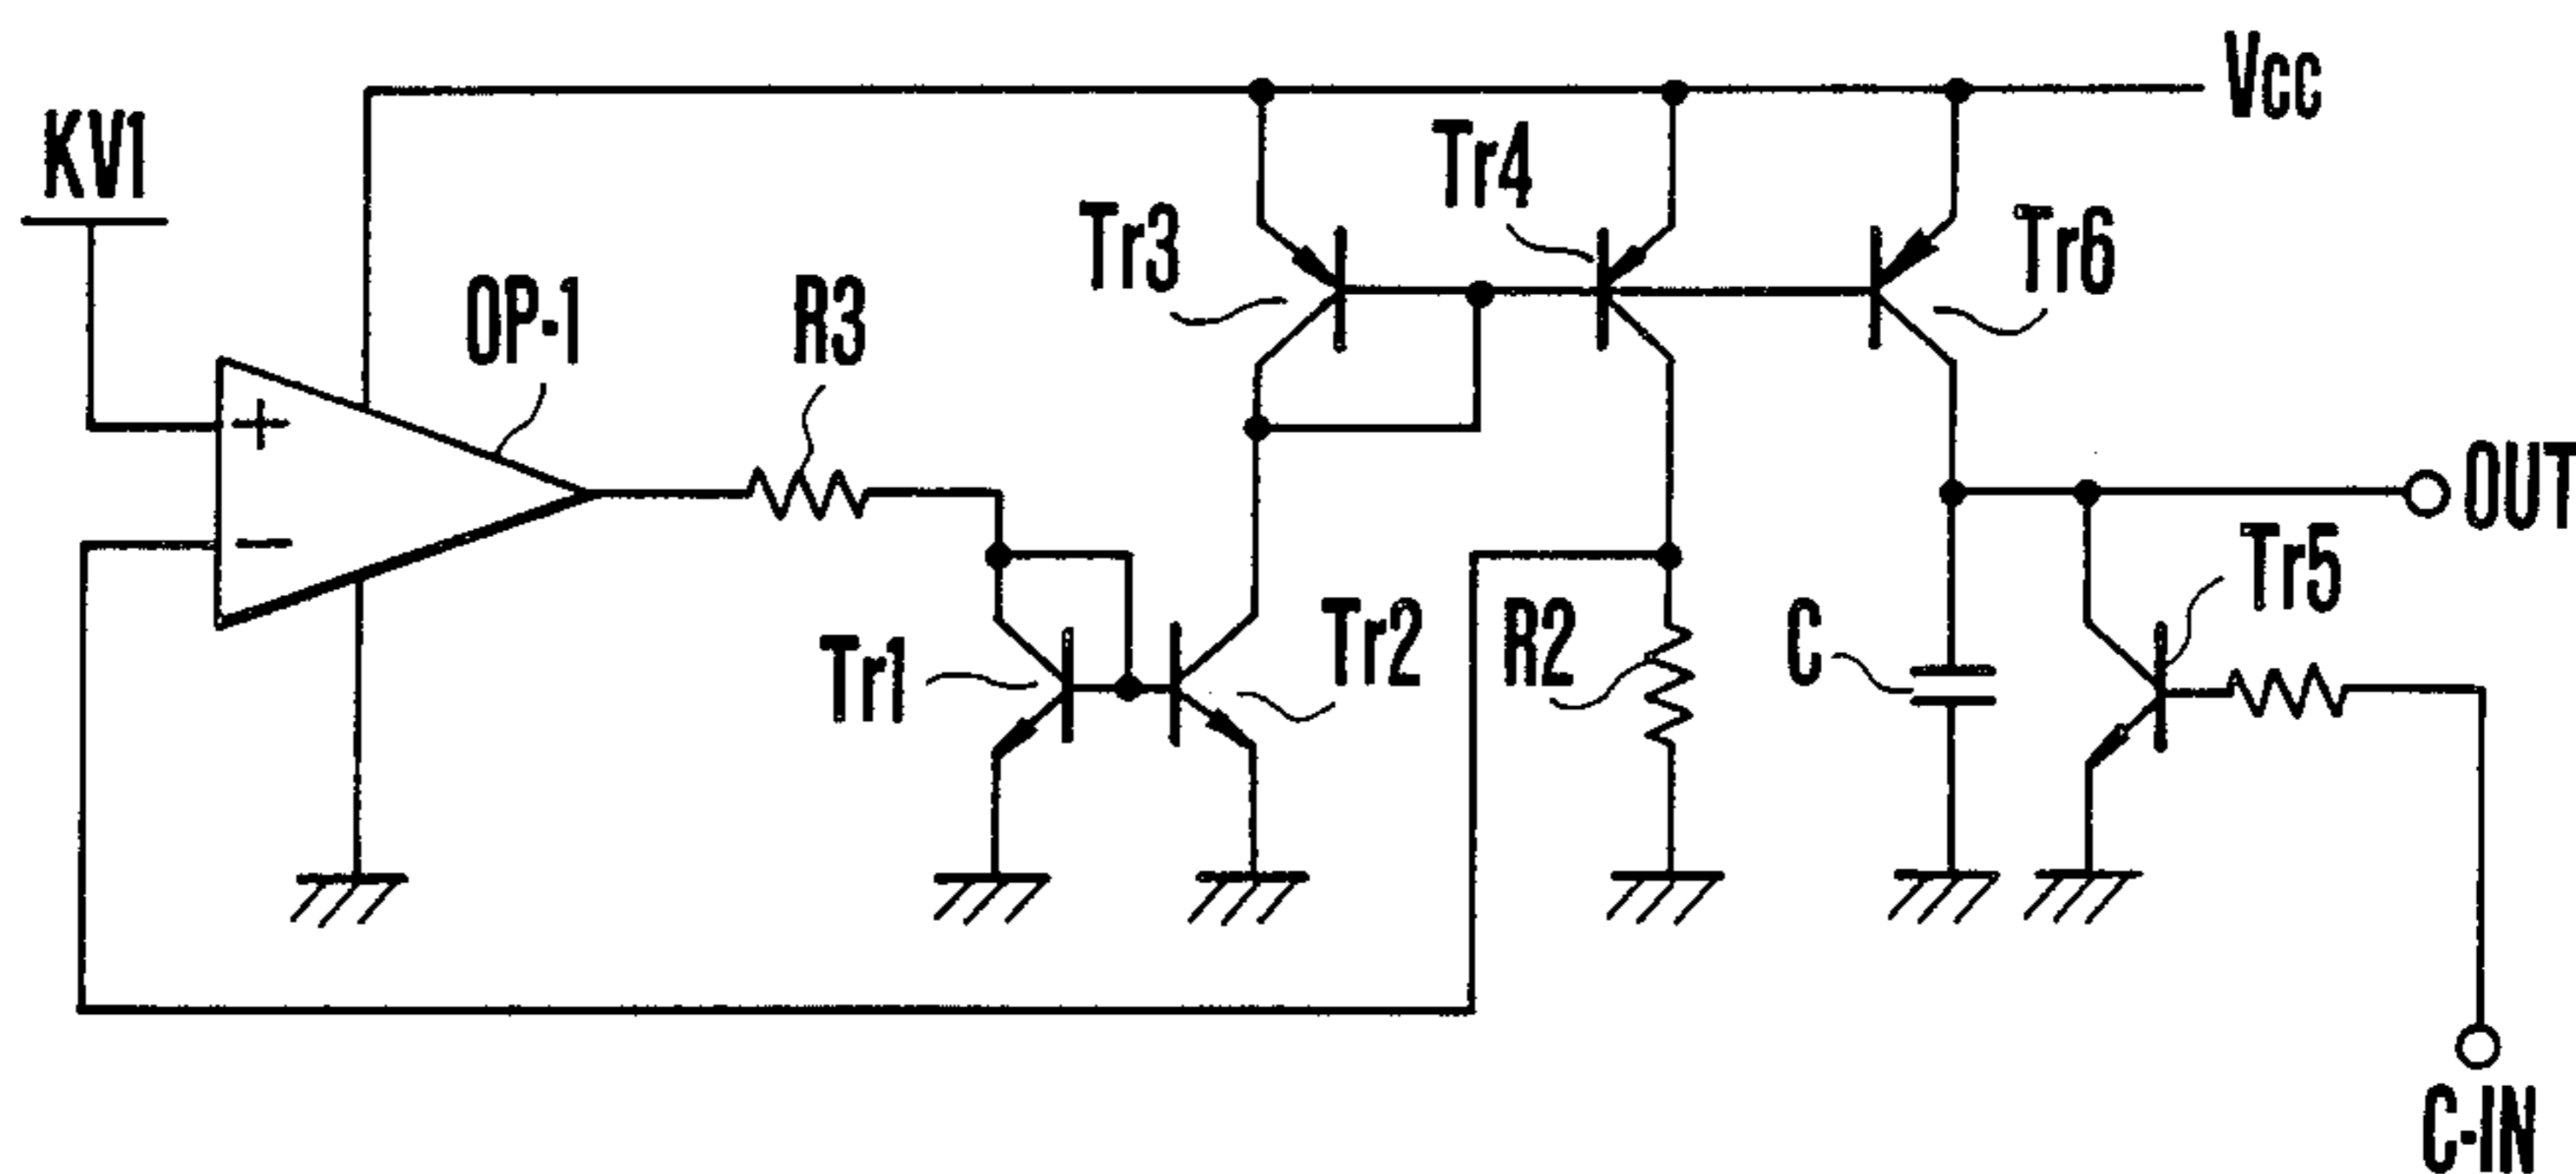 Vcc
KV1
Tr4
Tr3
Tr6
OP-1
R3
+
OUT
−
Tr5
Tr1
Tr2
R2
C
C-IN